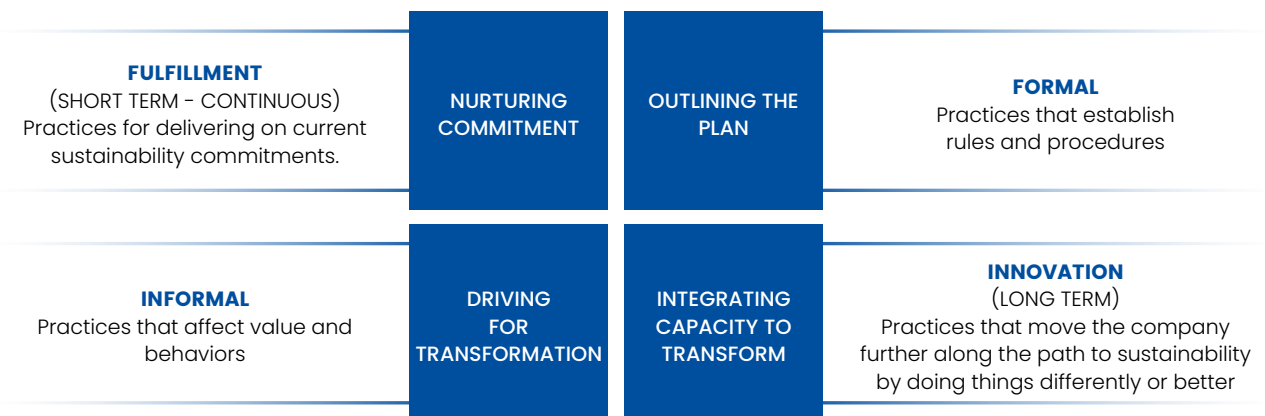 FULFILLMENT
(SHORT TERM - CONTINUOUS)
Practices for delivering on current
sustainability commitments.
NURTURING
COMMITMENT
OUTLINING THE
PLAN
FORMAL
Practices that establish
rules and procedures
INFORMAL
Practices that affect value and
behaviors
DRIVING
FOR
TRANSFORMATION
INTEGRATING
CAPACITY TO
TRANSFORM
INNOVATION
(LONG TERM)
Practices that move the company
further along the path to sustainability
by doing things differently or better